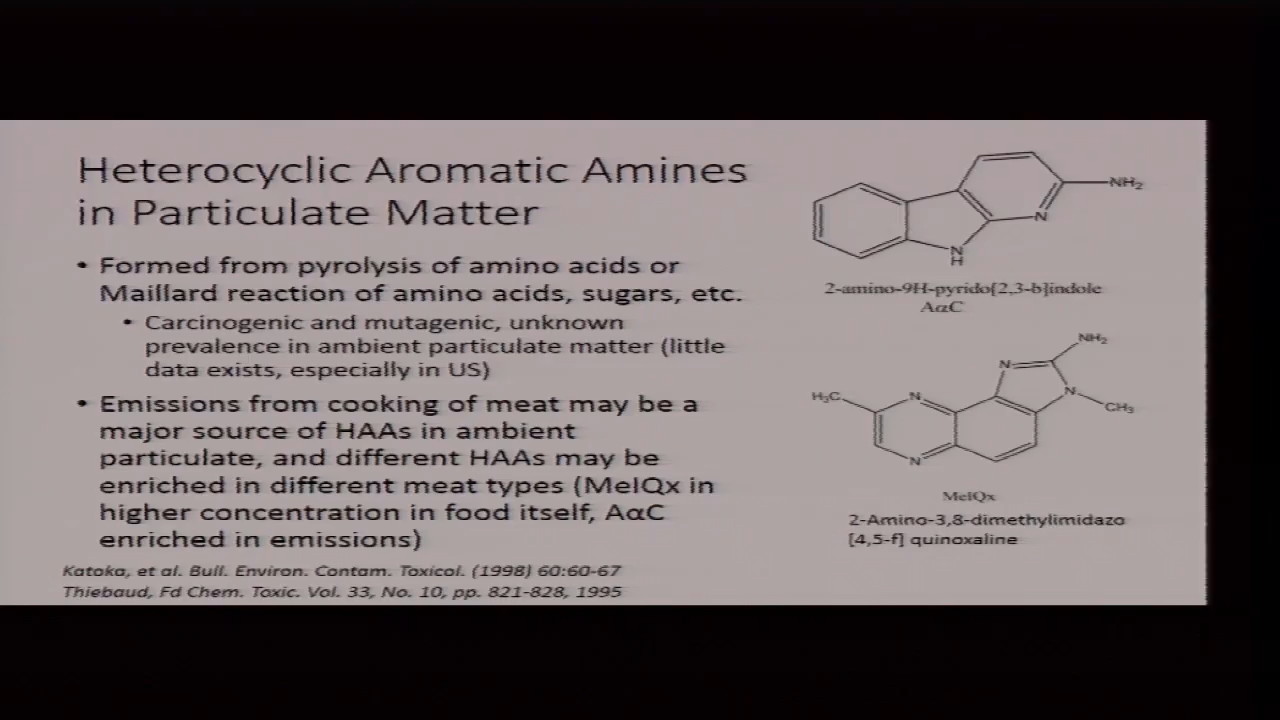 Heterocyclic Aromatic Amines
in Particulate Matter
• Formed from pyrolysis of amino acids or
Maillard reaction of amino acids, sugars, etc.
• Carcinogenic and mutagenic, unknown
prevalence in ambient particulate matter (little
data exists, especially in US)
• Emissions from cooking of meat may be a
major source of HAAs in ambient
particulate, and different HAAs may be
enriched in different meat types (MeIQx in
higher concentration in food itself, AαC
enriched in emissions)
Katoka, et al. Bull. Environ. Contam. Toxicol. (1998) 60:60-67
Thiebaud, Fd Chem. Toxic. Vol. 33, No. 10, pp. 821-828, 1995
NH2
N
N
H
2-amino-9H-pyrido[2,3-b]indole
AαC
NH2
N
H3C
N
N
CH3
N
MeIQx
2-Amino-3,8-dimethylimidazo
[4,5-f] quinoxaline